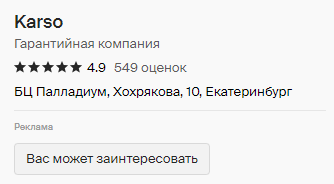 Karso
Гарантийная компания
4.9 549 оценок
БЦ Палладиум, Хохрякова, 10, Екатеринбург
Реклама
Вас может заинтересовать